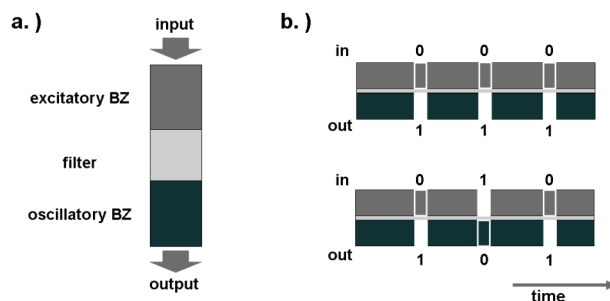 a. )
input
excitatory BZ
filter
oscillatory BZ
output
b. )
in 0 0 0
out 1 1 1
in 0 1 0
out 1 0 1
time